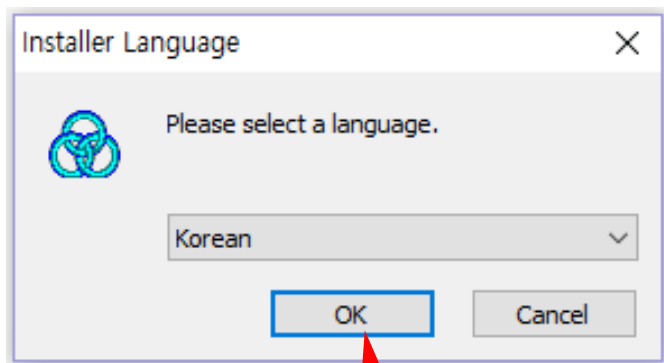 Installer Language
Please select a language.
Korean
OK
Cancel